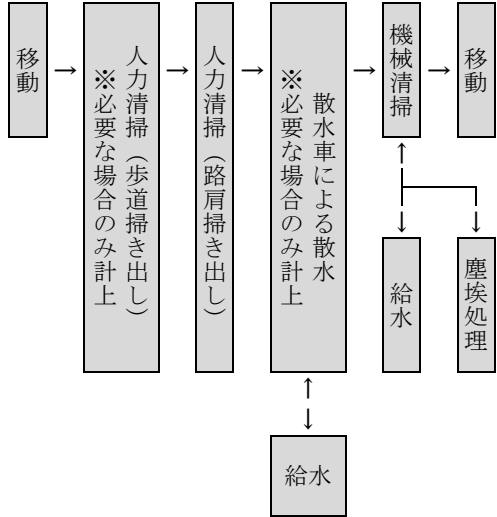 移動
→
人力清掃（歩道掃き出し）
※必要な場合のみ計上
→
人力清掃（路肩掃き出し）
→
散水車による散水
※必要な場合のみ計上
→
機械清掃
→
移動
給水
塵埃処理
給水